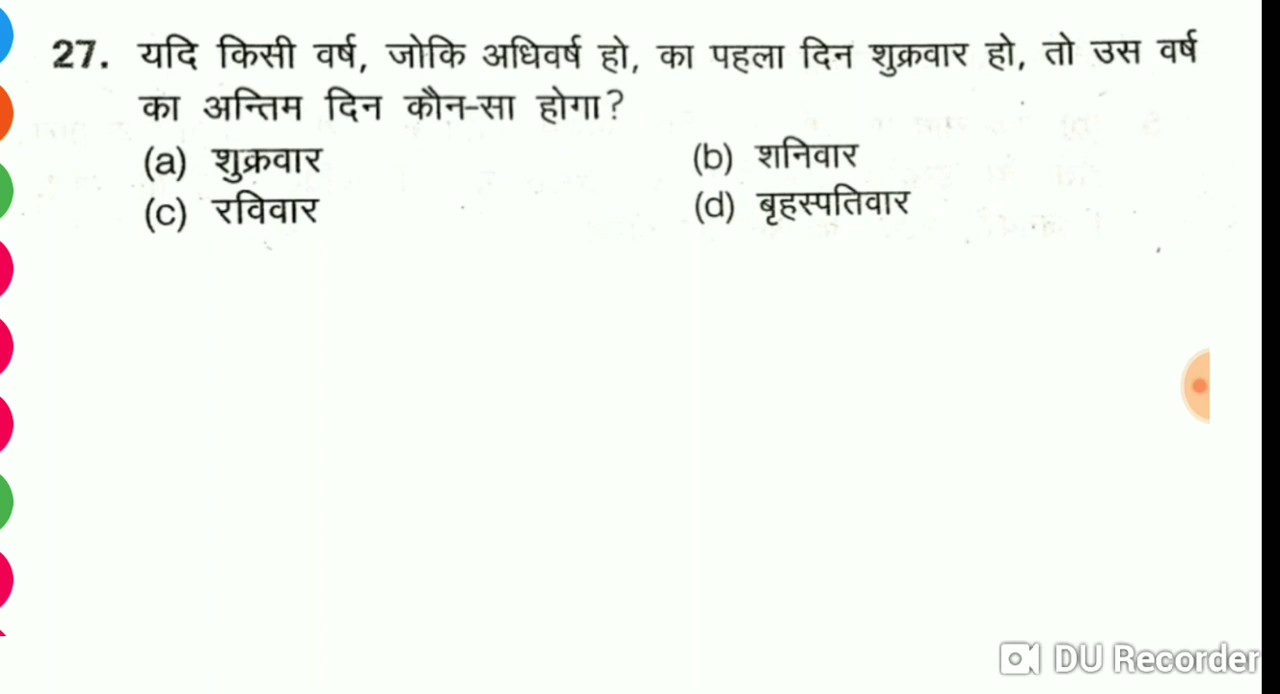 27. यदि किसी वर्ष, जोकि अधिवर्ष हो, का पहला दिन शुक्रवार हो, तो उस वर्ष
का अन्तिम दिन कौन-सा होगा?
(a) शुक्रवार (b) शनिवार
(c) रविवार (d) बृहस्पतिवार
DU Recorder